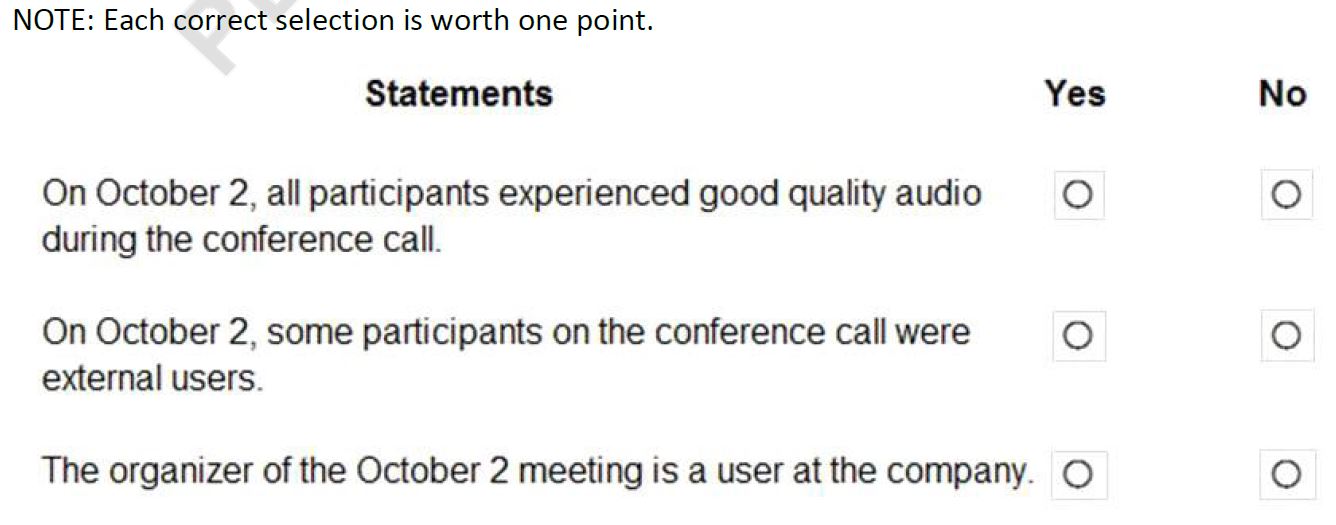 NOTE: Each correct selection is worth one point.
Statements Yes No
On October 2, all participants experienced good quality audio
during the conference call.
On October 2, some participants on the conference call were
external users.
The organizer of the October 2 meeting is a user at the company.